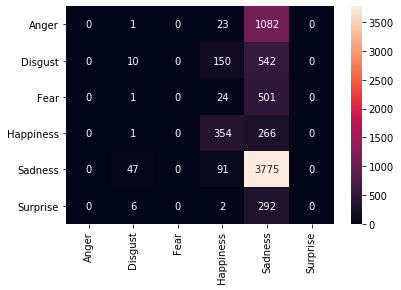 Anger 0 1 0 23 1082 0
Disgust 0 10 0 150 542 0
Fear 0 1 0 24 501 0
Happiness 0 1 0 354 266 0
Sadness 0 47 0 91 3775 0
Surprise 0 6 0 2 292 0
Anger Disgust Fear Happiness Sadness Surprise
3500
3000
2500
2000
1500
1000
500
0